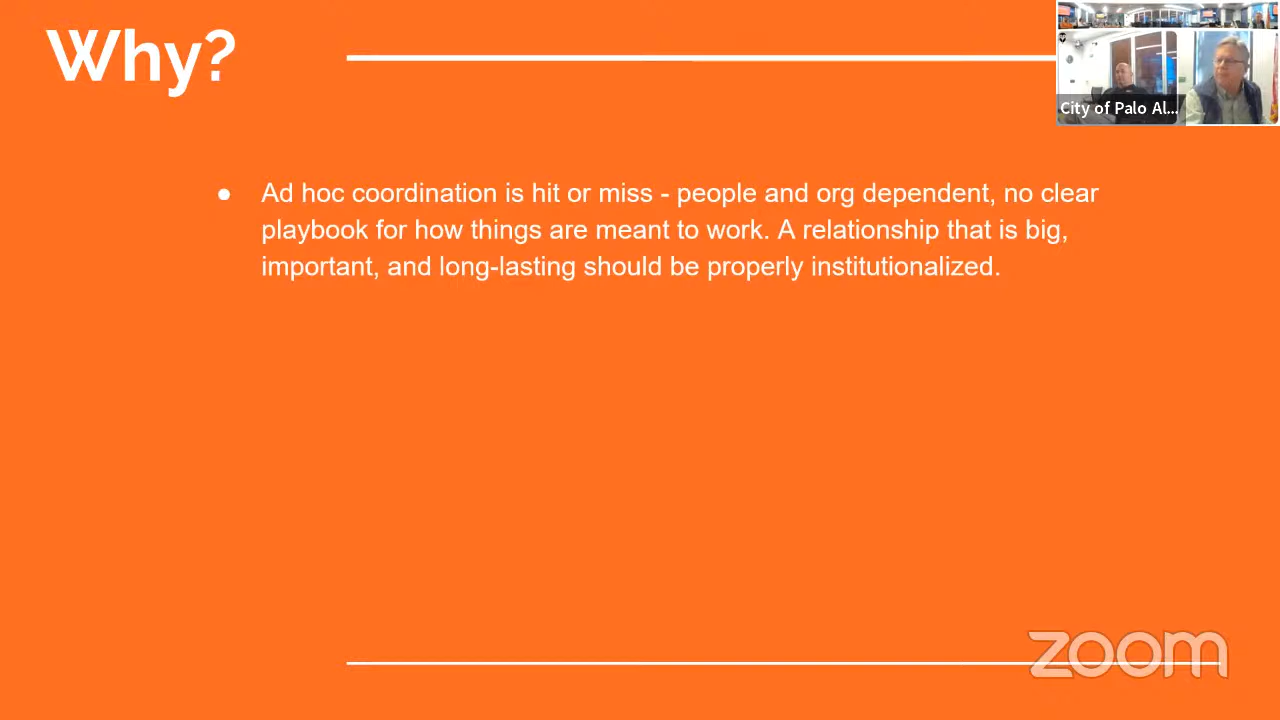 Why?
City of Palo Al...
● Ad hoc coordination is hit or miss - people and org dependent, no clear
playbook for how things are meant to work. A relationship that is big,
important, and long-lasting should be properly institutionalized.
zoom